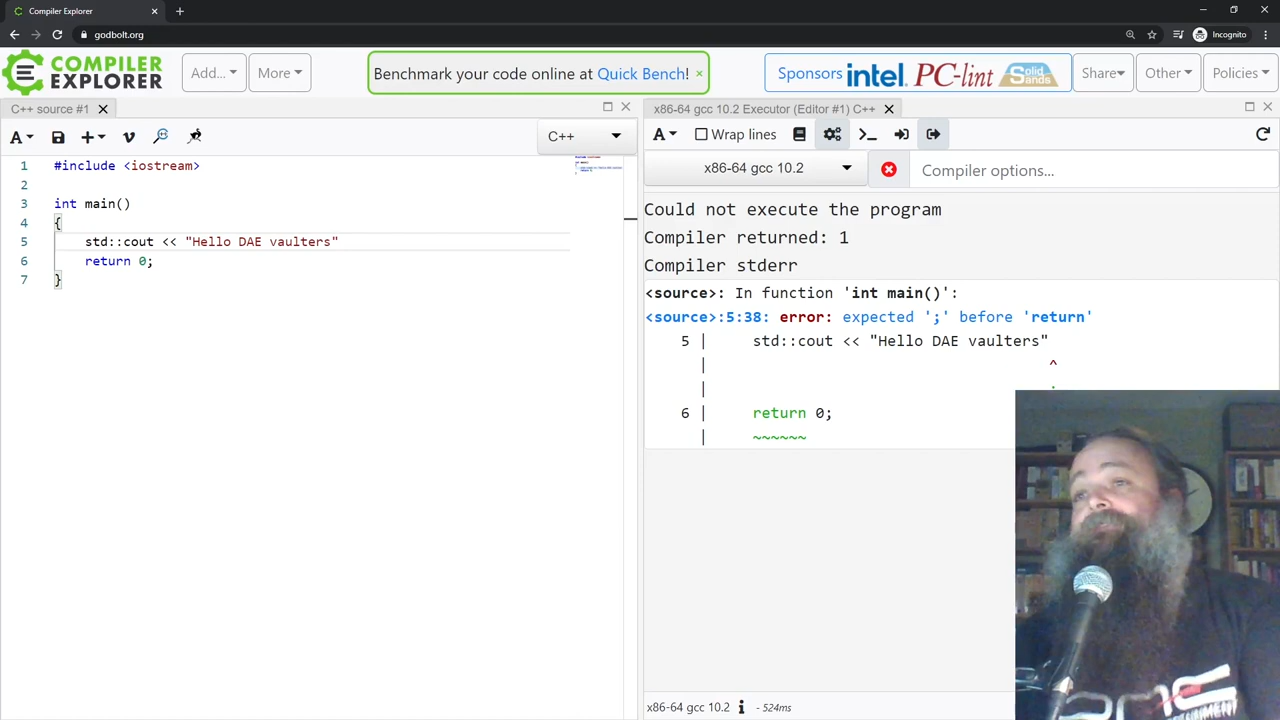 Compiler Explorer
godbolt.org
Incognito
COMPILER
EXPLORER
Add...
More
Benchmark your code online at Quick Bench! ×
Sponsors intel. PC-lint Solid Sands
Share
Other
Policies
C++ source #1
A
C++
1 #include <iostream>
2
3 int main()
4 {
5 std::cout << "Hello DAE vaulters"
6 return 0;
7 }
x86-64 gcc 10.2 Executor (Editor #1) C++
A Wrap lines
x86-64 gcc 10.2
Compiler options...
Could not execute the program
Compiler returned: 1
Compiler stderr
<source>: In function 'int main()':
<source>:5:38: error: expected ';' before 'return'
5 | std::cout << "Hello DAE vaulters"
| ^
| ;
6 | return 0;
| ~~~~~~
x86-64 gcc 10.2 i - 524ms